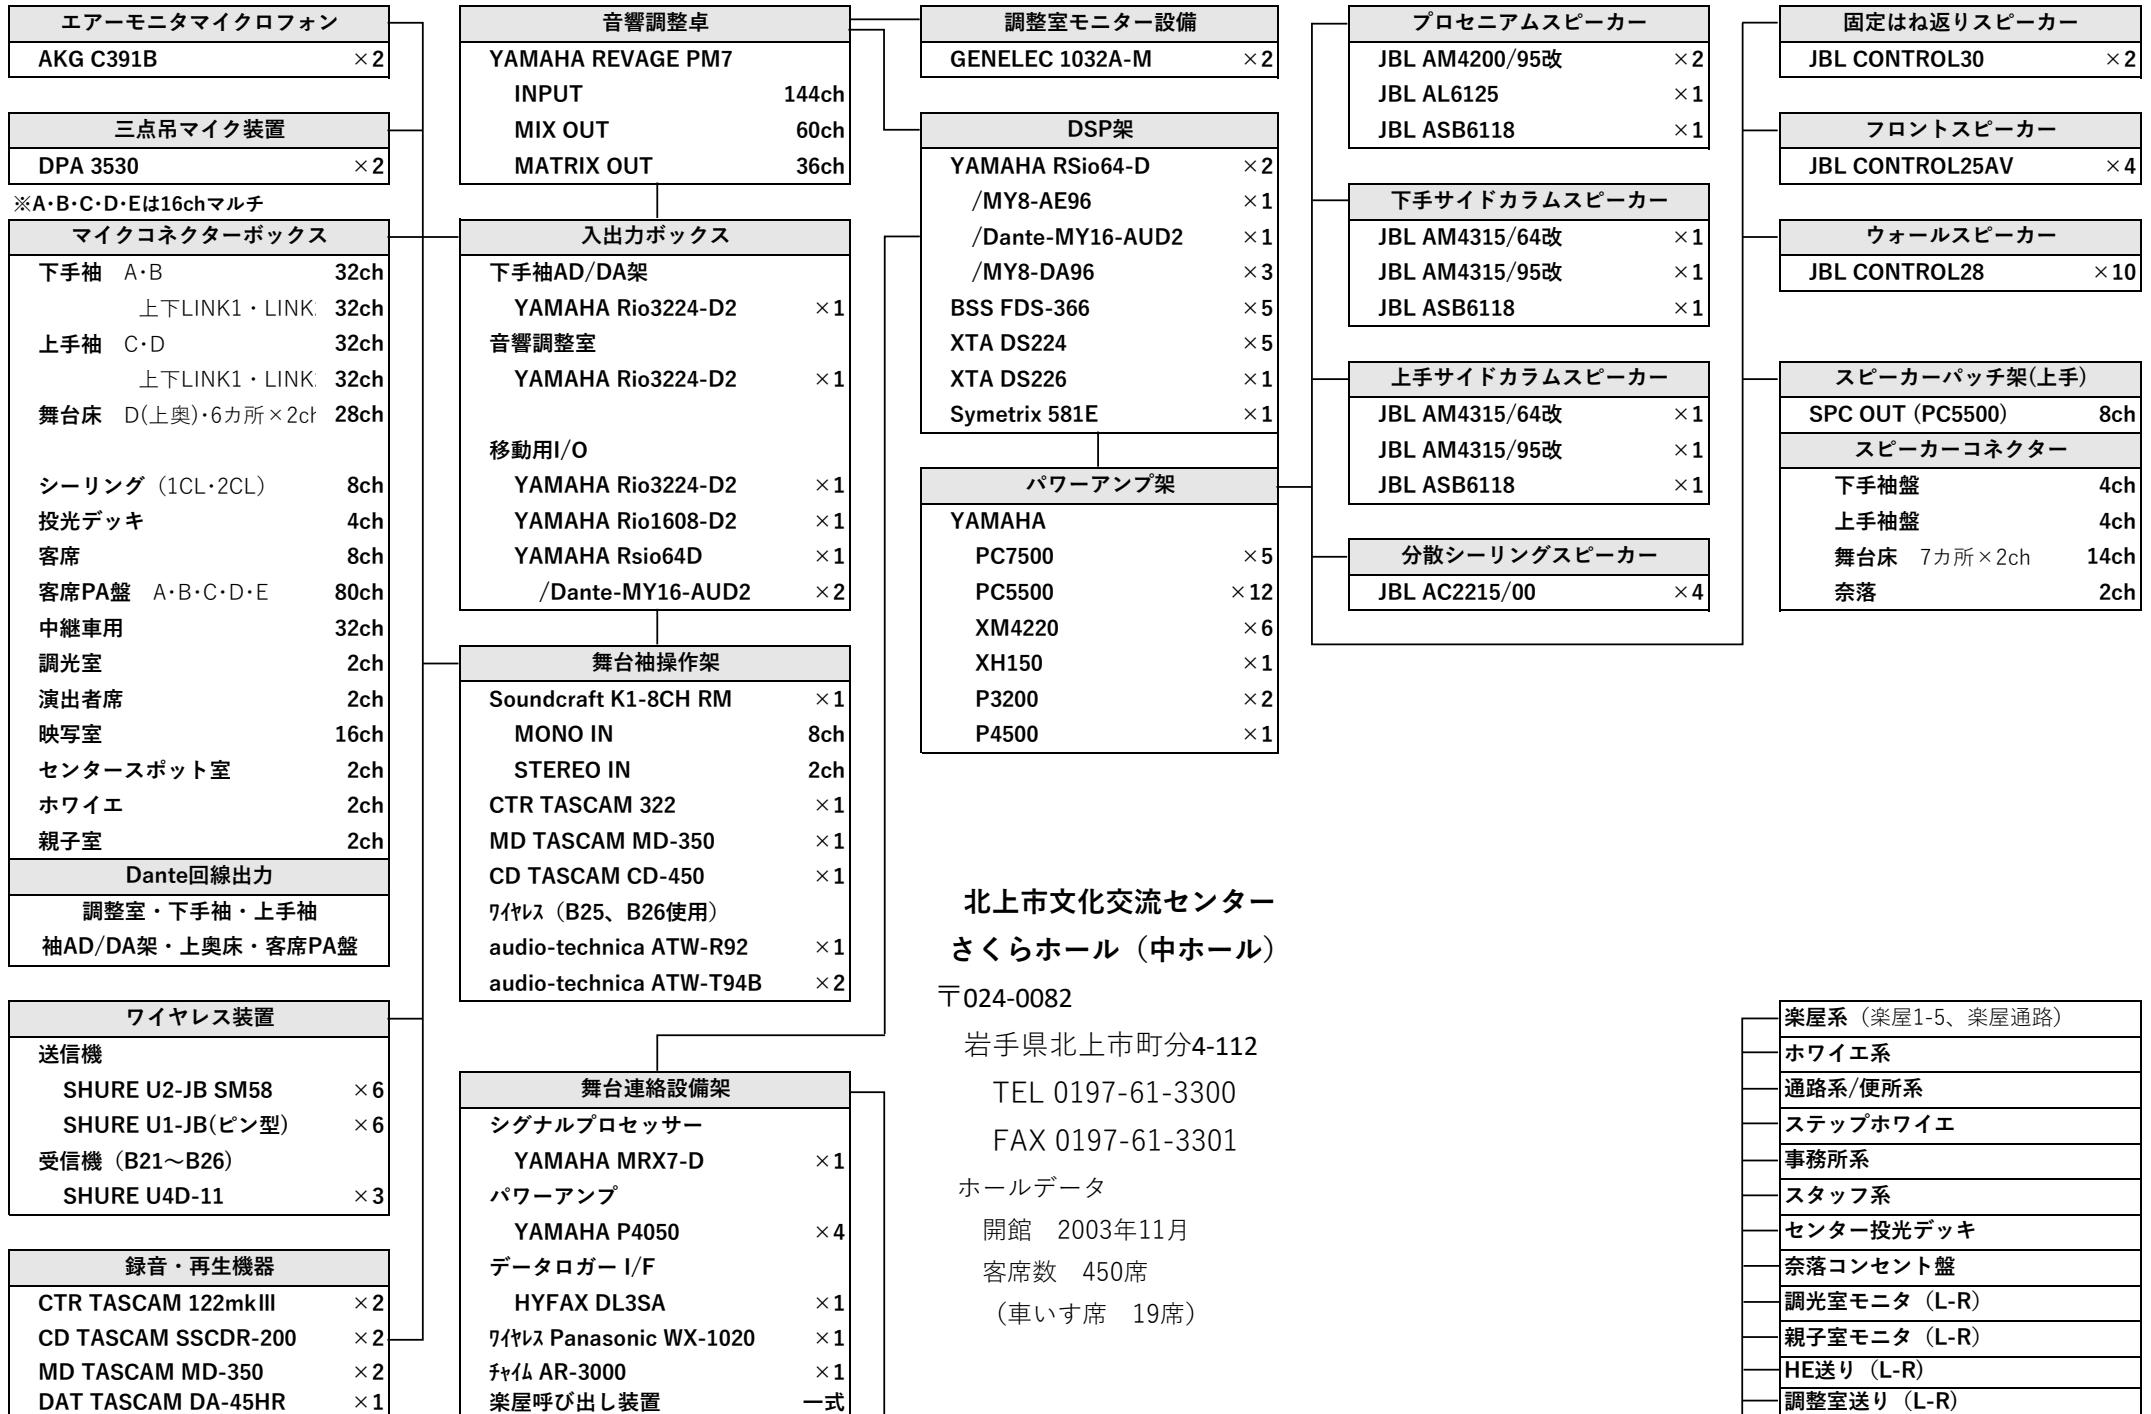 エアーモニタマイクロフォン
AKG C391B ×2
三点吊マイク装置
DPA 3530 ×2
※A･B･C･D･Eは16chマルチ
マイクコネクターボックス
下手袖 A･B 32ch
上下LINK1・LINK 32ch
上手袖 C･D 32ch
上下LINK1・LINK 32ch
舞台床 D(上奥)･6カ所×2ch 28ch
シーリング（1CL･2CL） 8ch
投光デッキ 4ch
客席 8ch
客席PA盤 A･B･C･D･E 80ch
中継車用 32ch
調光室 2ch
演出者席 2ch
映写室 16ch
センタースポット室 2ch
ホワイエ 2ch
親子室 2ch
Dante回線出力
調整室・下手袖・上手袖
袖AD/DA架・上奥床・客席PA盤
ワイヤレス装置
送信機
SHURE U2-JB SM58 ×6
SHURE U1-JB(ピン型) ×6
受信機（B21～B26）
SHURE U4D-11 ×3
録音・再生機器
CTR TASCAM 122mkⅢ ×2
CD TASCAM SSCDR-200 ×2
MD TASCAM MD-350 ×2
DAT TASCAM DA-45HR ×1
音響調整卓
YAMAHA REVAGE PM7
INPUT 144ch
MIX OUT 60ch
MATRIX OUT 36ch
入出力ボックス
下手袖AD/DA架
YAMAHA Rio3224-D2 ×1
音響調整室
YAMAHA Rio3224-D2 ×1
移動用I/O
YAMAHA Rio3224-D2 ×1
YAMAHA Rio1608-D2 ×1
YAMAHA Rsio64D ×1
/Dante-MY16-AUD2 ×2
舞台袖操作架
Soundcraft K1-8CH RM ×1
MONO IN 8ch
STEREO IN 2ch
CTR TASCAM 322 ×1
MD TASCAM MD-350 ×1
CD TASCAM CD-450 ×1
ﾜｲﾔﾚｽ（B25、B26使用）
audio-technica ATW-R92 ×1
audio-technica ATW-T94B ×2
舞台連絡設備架
シグナルプロセッサー
YAMAHA MRX7-D ×1
パワーアンプ
YAMAHA P4050 ×4
データロガー I/F
HYFAX DL3SA ×1
ﾜｲﾔﾚｽ Panasonic WX-1020 ×1
ﾁｬｲﾑ AR-3000 ×1
楽屋呼び出し装置 一式
調整室モニター設備
GENELEC 1032A-M ×2
DSP架
YAMAHA RSio64-D ×2
/MY8-AE96 ×1
/Dante-MY16-AUD2 ×1
/MY8-DA96 ×3
BSS FDS-366 ×5
XTA DS224 ×5
XTA DS226 ×1
Symetrix 581E ×1
パワーアンプ架
YAMAHA
PC7500 ×5
PC5500 ×12
XM4220 ×6
XH150 ×1
P3200 ×2
P4500 ×1
北上市文化交流センター
さくらホール（中ホール）
〒024-0082
岩手県北上市町分4-112
TEL 0197-61-3300
FAX 0197-61-3301
ホールデータ
開館 2003年11月
客席数 450席
（車いす席 19席）
プロセニアムスピーカー
JBL AM4200/95改 ×2
JBL AL6125 ×1
JBL ASB6118 ×1
下手サイドカラムスピーカー
JBL AM4315/64改 ×1
JBL AM4315/95改 ×1
JBL ASB6118 ×1
上手サイドカラムスピーカー
JBL AM4315/64改 ×1
JBL AM4315/95改 ×1
JBL ASB6118 ×1
分散シーリングスピーカー
JBL AC2215/00 ×4
固定はね返りスピーカー
JBL CONTROL30 ×2
フロントスピーカー
JBL CONTROL25AV ×4
ウォールスピーカー
JBL CONTROL28 ×10
スピーカーパッチ架(上手)
SPC OUT (PC5500) 8ch
スピーカーコネクター
下手袖盤 4ch
上手袖盤 4ch
舞台床 7カ所×2ch 14ch
奈落 2ch
楽屋系（楽屋1-5、楽屋通路）
ホワイエ系
通路系/便所系
ステップホワイエ
事務所系
スタッフ系
センター投光デッキ
奈落コンセント盤
調光室モニタ（L-R）
親子室モニタ（L-R）
HE送り（L-R）
調整室送り（L-R）